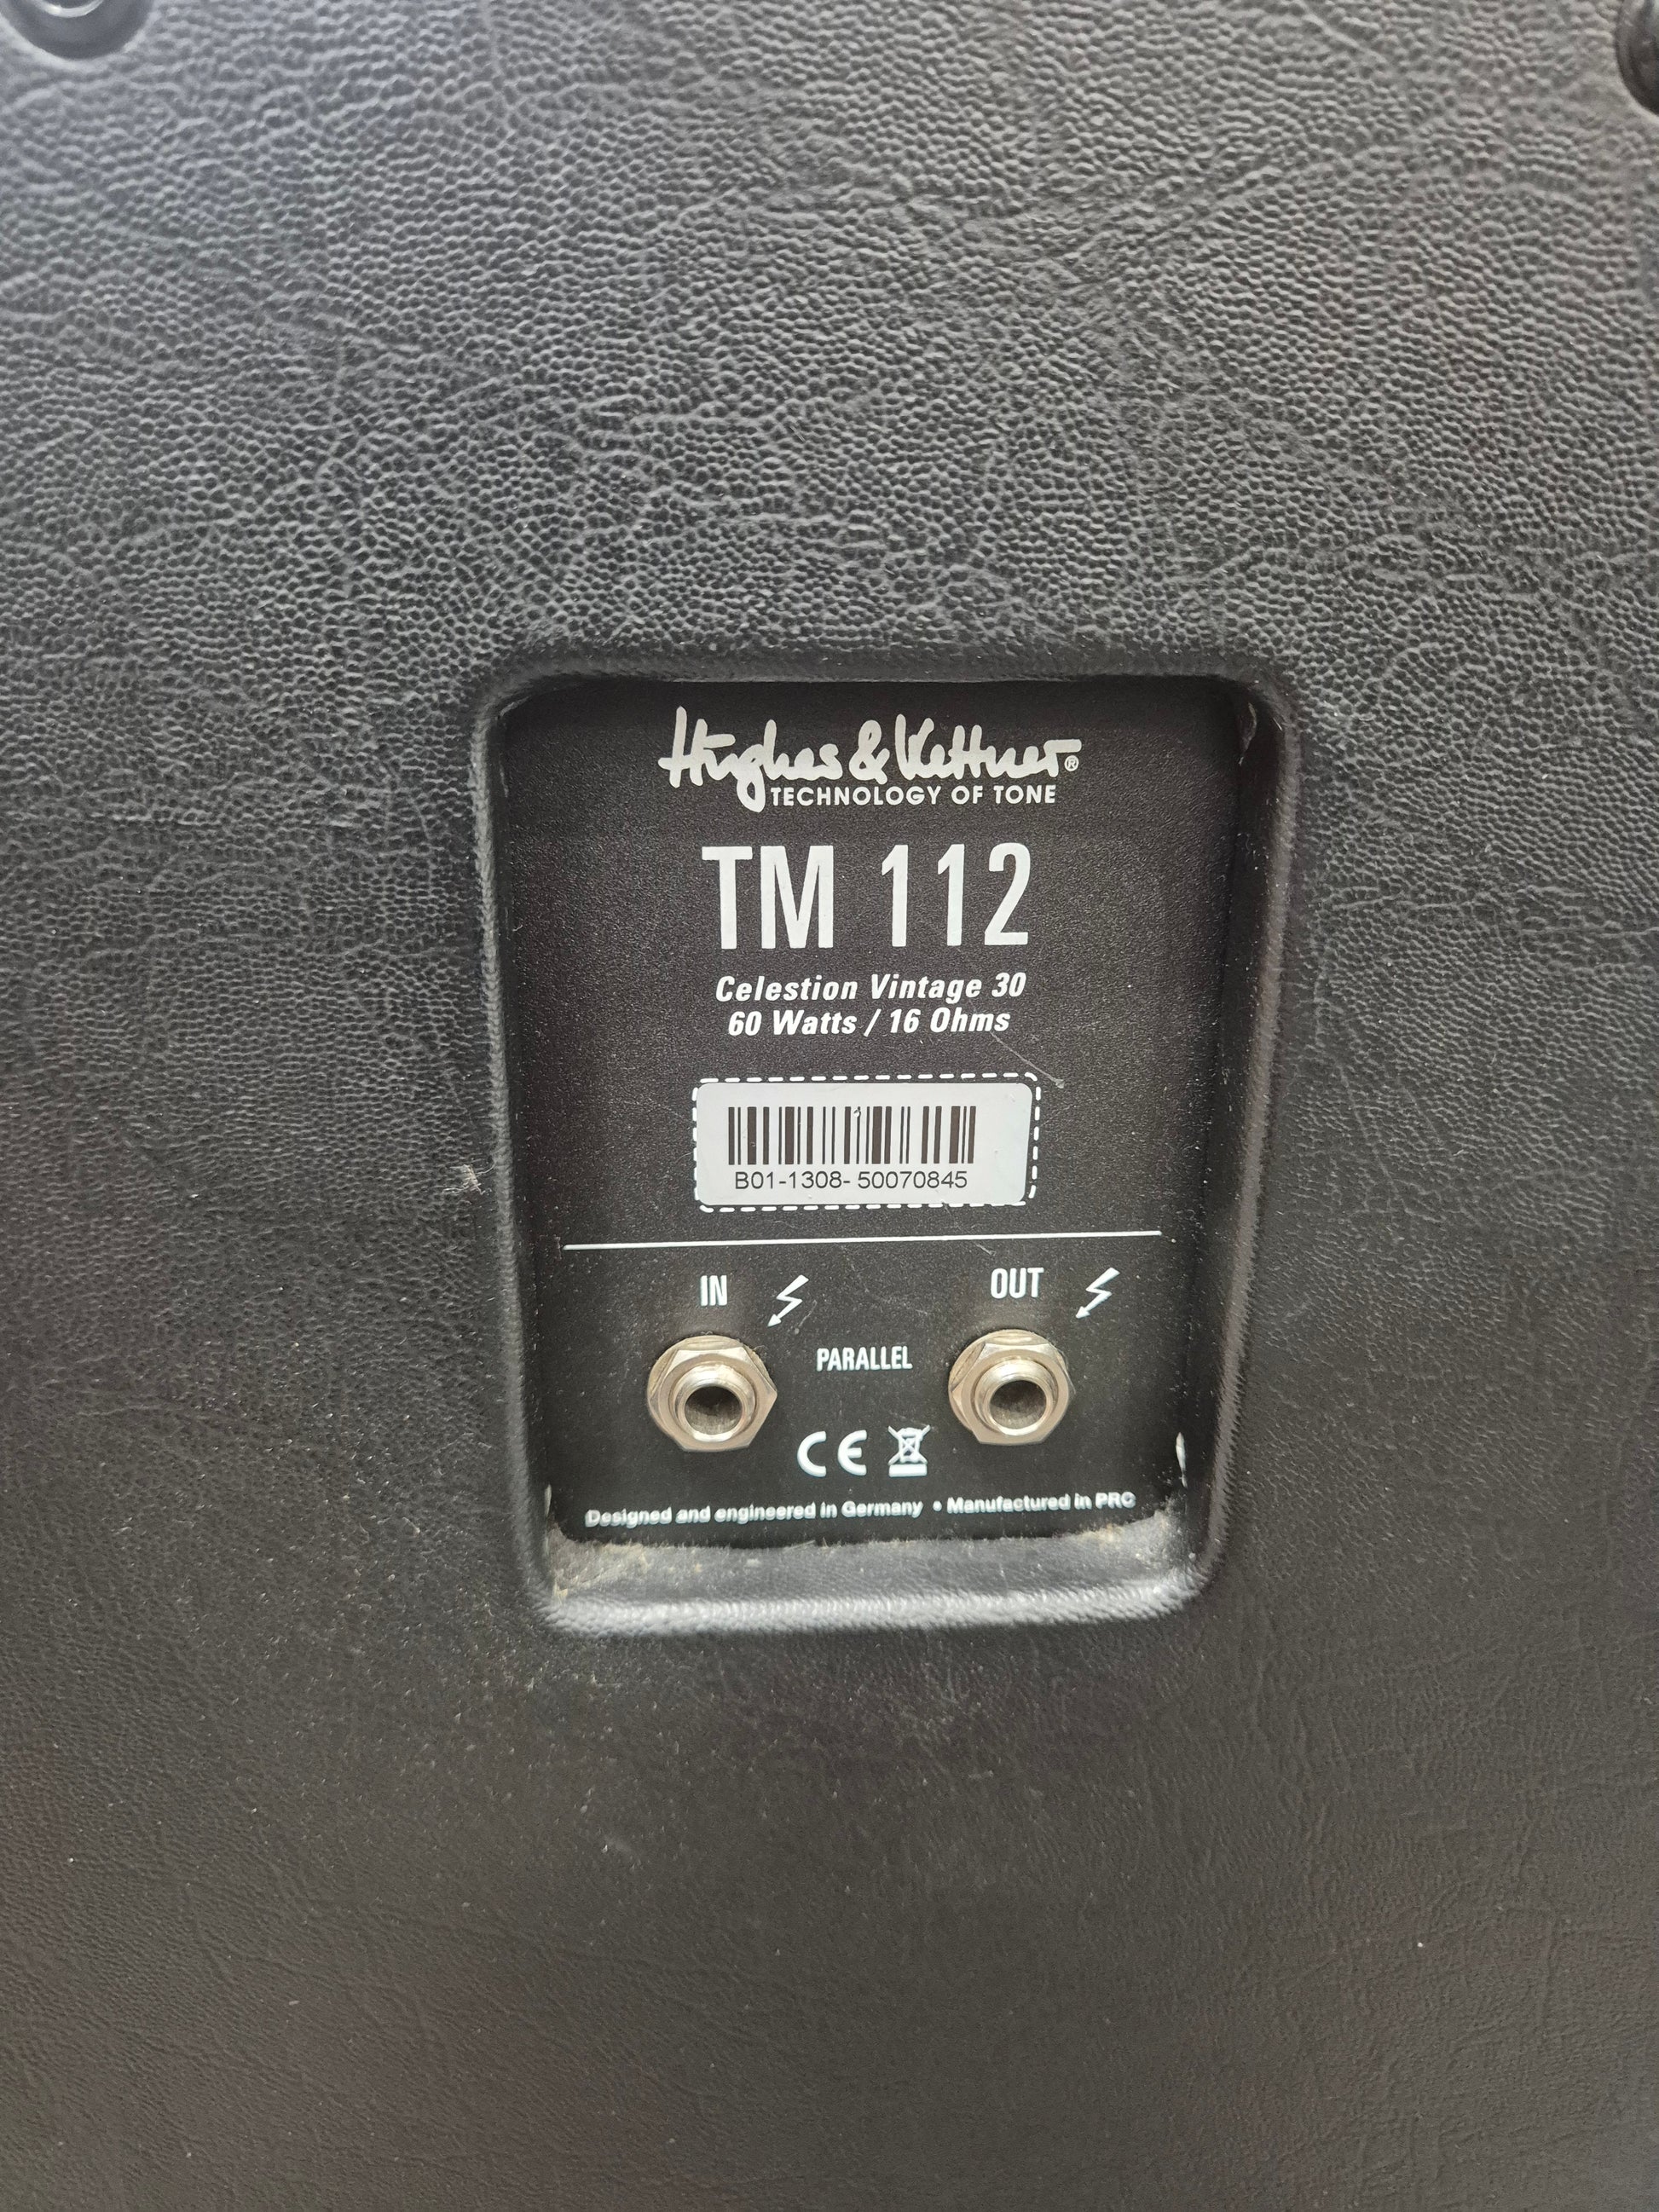 Hughes & Kettner®
TECHNOLOGY OF TONE
TM 112
Celestion Vintage 30
60 Watts / 16 Ohms
B01-1308- 50070845
IN OUT
PARALLEL
CE
Designed and engineered in Germany • Manufactured in PRC